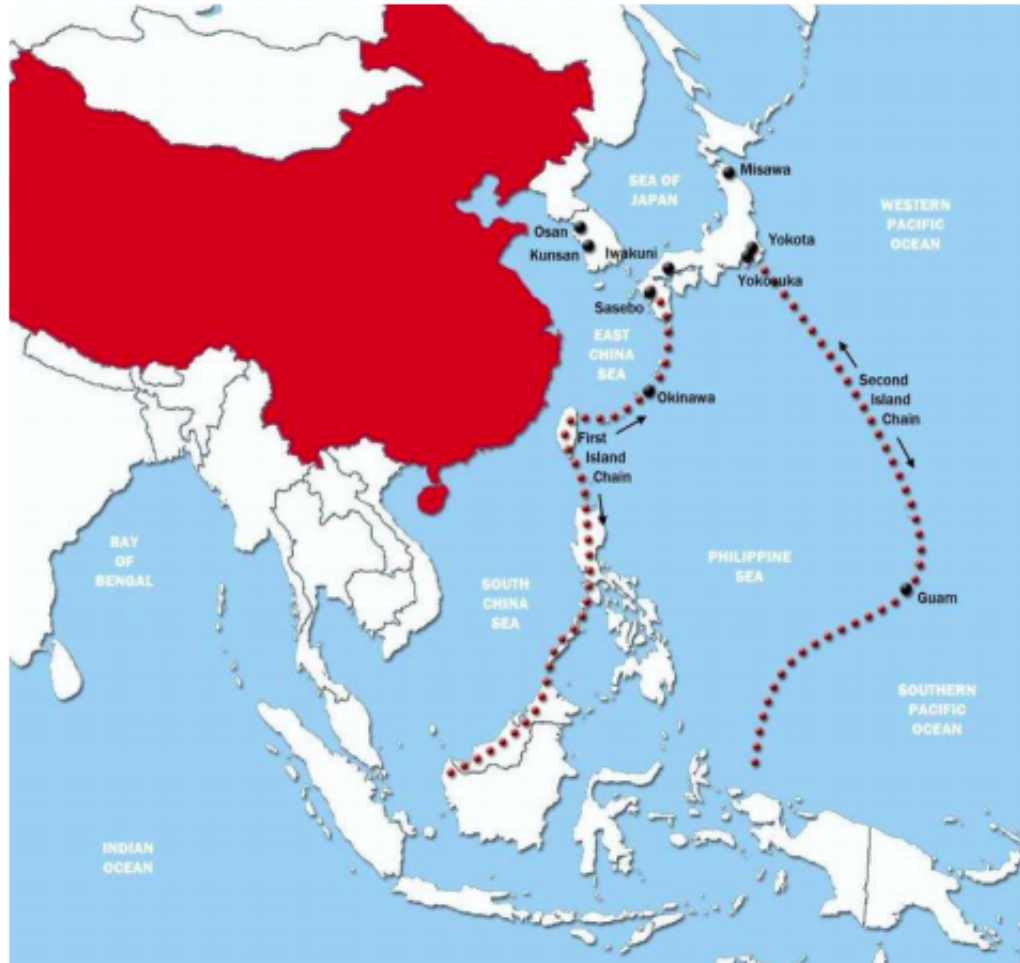 Misawa
SEA OF
JAPAN
WESTERN
PACIFIC
OCEAN
Osan
Kunsan
Iwakuni
Yokota
Yokosuka
Sasebo
EAST
CHINA
SEA
Second
Island
Chain
Okinawa
First
Island
Chain
BAY
OF
BENGAL
PHILIPPINE
SEA
SOUTH
CHINA
SEA
Guam
SOUTHERN
PACIFIC
OCEAN
INDIAN
OCEAN